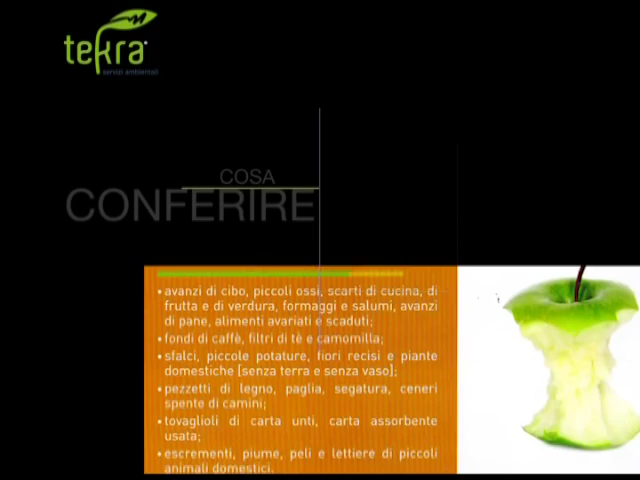 tekra
servizi ambientali
COSA
CONFERIRE
• avanzi di cibo, piccoli ossi, scarti di cucina, di
frutta e di verdura, formaggi e salumi, avanzi
di pane, alimenti avariati e scaduti;
• fondi di caffè, filtri di tè e camomilla;
• sfalci, piccole potature, fiori recisi e piante
domestiche [senza terra e senza vaso];
• pezzetti di legno, paglia, segatura, ceneri
spente di camini;
• tovaglioli di carta unti, carta assorbente
usata;
• escrementi, piume, peli e lettiere di piccoli
animali domestici.